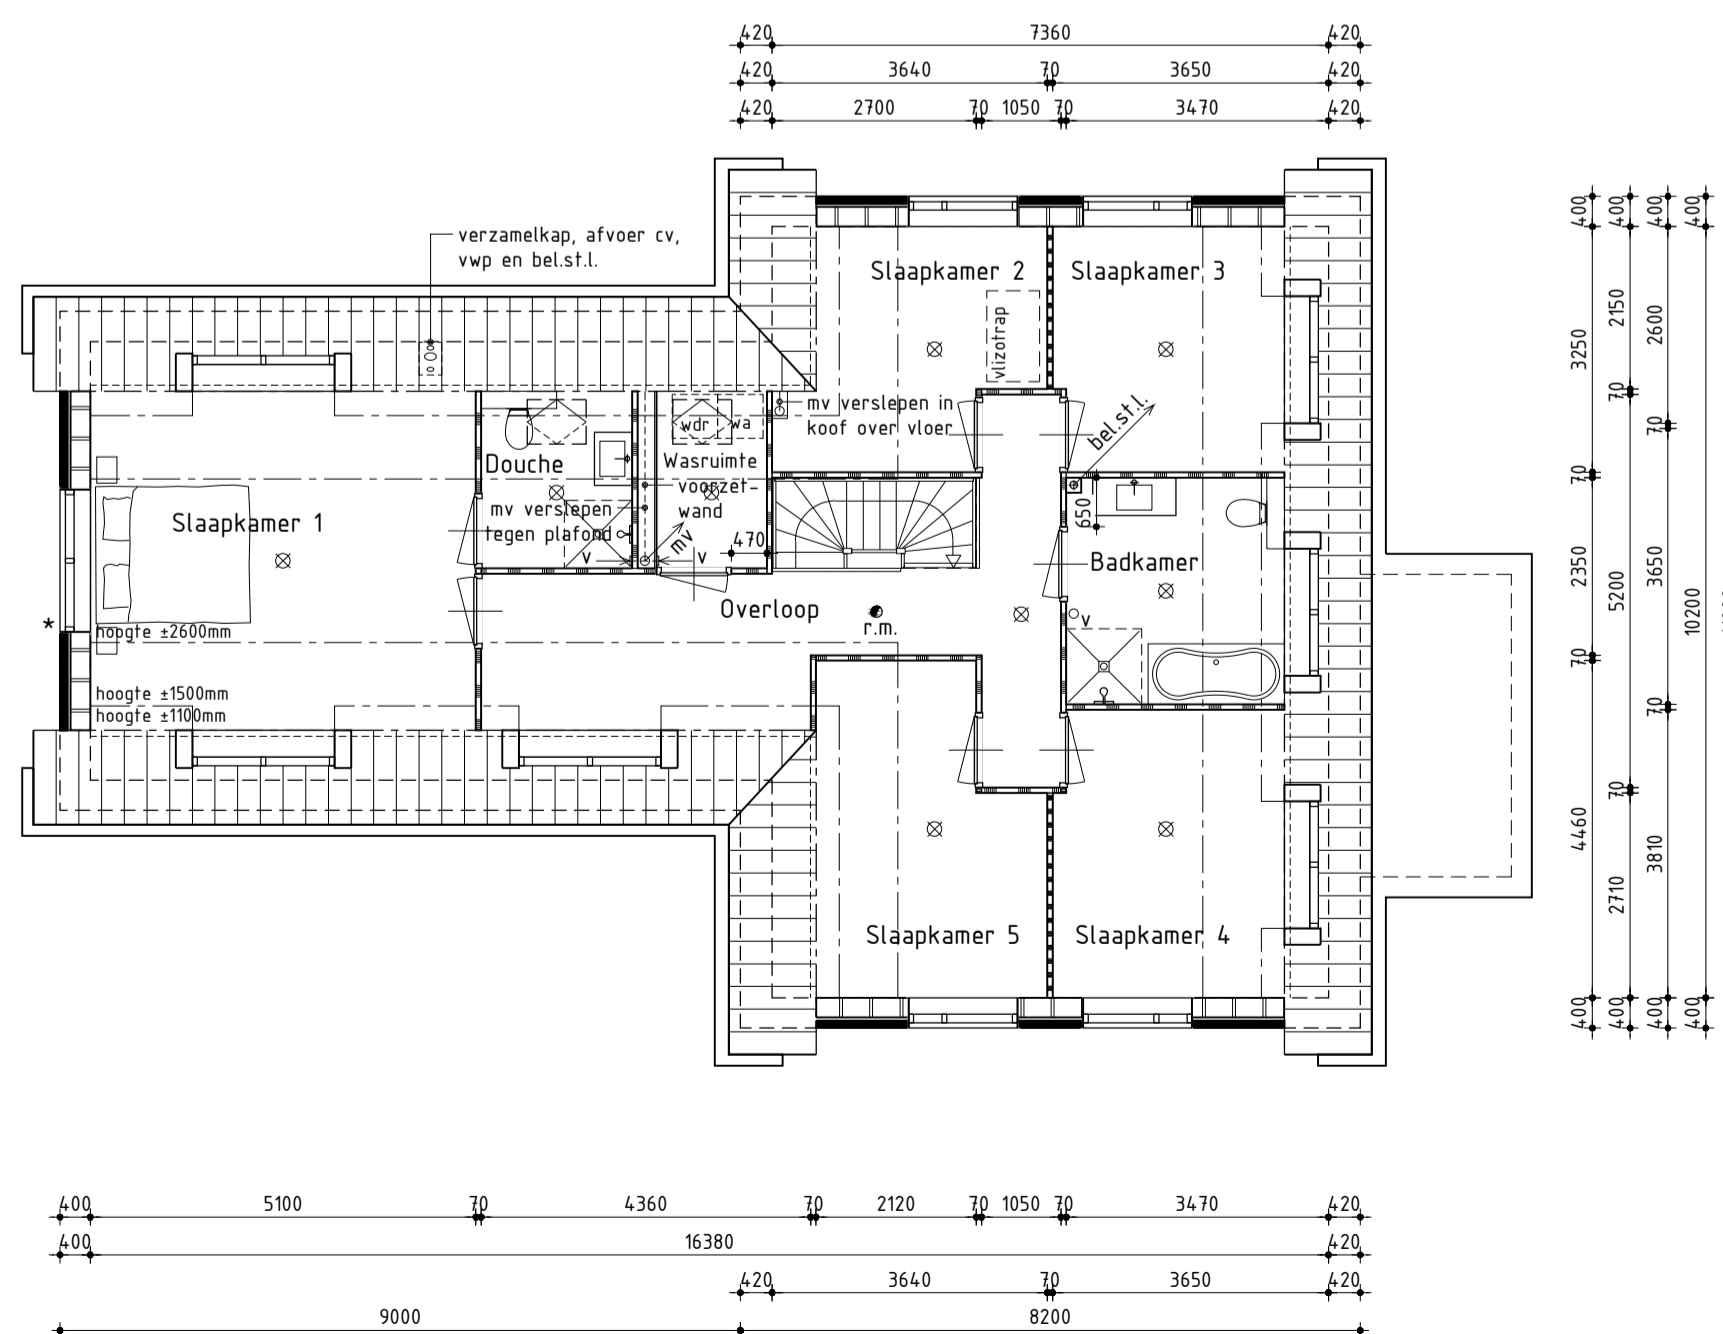 420 7360 420
420 3640 70 3650 420
420 2700 70 1050 70 3470 420
verzamelkap, afvoer cv,
vwp en bel.st.l.
Slaapkamer 2
Slaapkamer 3
vlizotrap
mv verslepen in
koof over vloer
bel.st.l.
wdr
wa
Douche
Wasruimte
voorzet-
wand
mv verslepen
tegen plafond
v
mv
v
470
650
Slaapkamer 1
Badkamer
v
Overloop
r.m.
*
hoogte ±2600mm
hoogte ±1500mm
hoogte ±1100mm
Slaapkamer 5
Slaapkamer 4
400 3250 70 2350 70 4460 400
400 2150 70 5200 70 2710 400
400 2600 70 3650 70 3810 400
400 10200 400
400 5100 70 4360 70 2120 70 1050 70 3470 420
400 16380 420
420 3640 70 3650 420
9000 8200